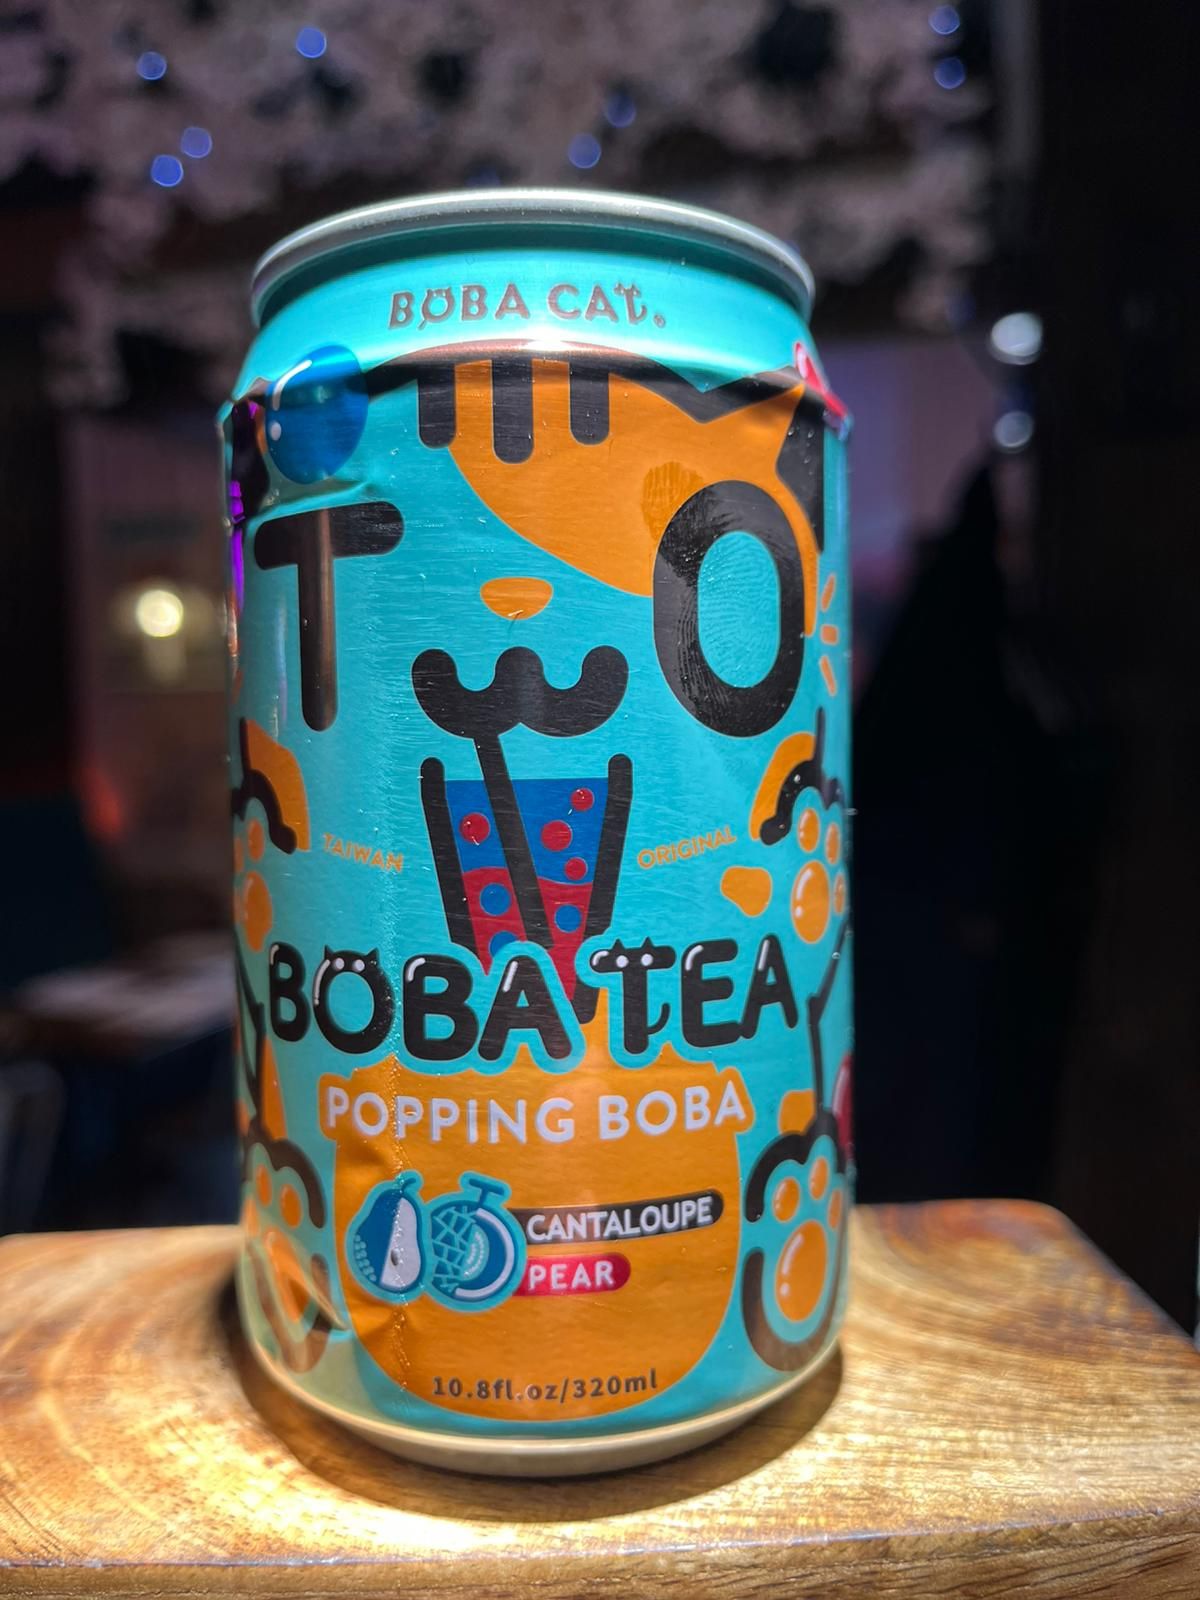 BOBA CAT®
T O
TAIWAN ORIGINAL
BOBA TEA
POPPING BOBA
CANTALOUPE
PEAR
10.8fl.oz/320ml